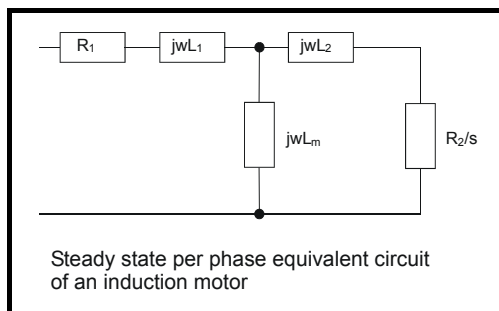 R₁ jwL₁ jwL₂
jwLₘ R₂/s
Steady state per phase equivalent circuit
of an induction motor